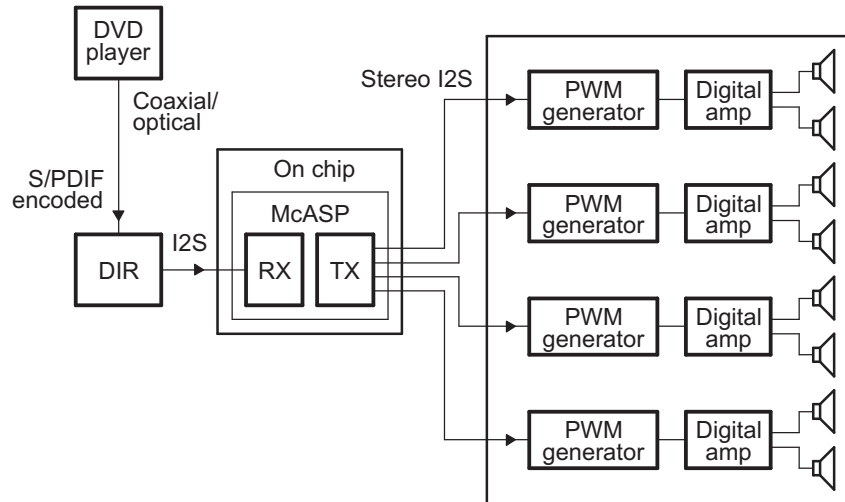 DVD
player
Coaxial/
optical
S/PDIF
encoded
DIR
I2S
On chip
McASP
RX
TX
Stereo I2S
PWM
generator
Digital
amp
PWM
generator
Digital
amp
PWM
generator
Digital
amp
PWM
generator
Digital
amp